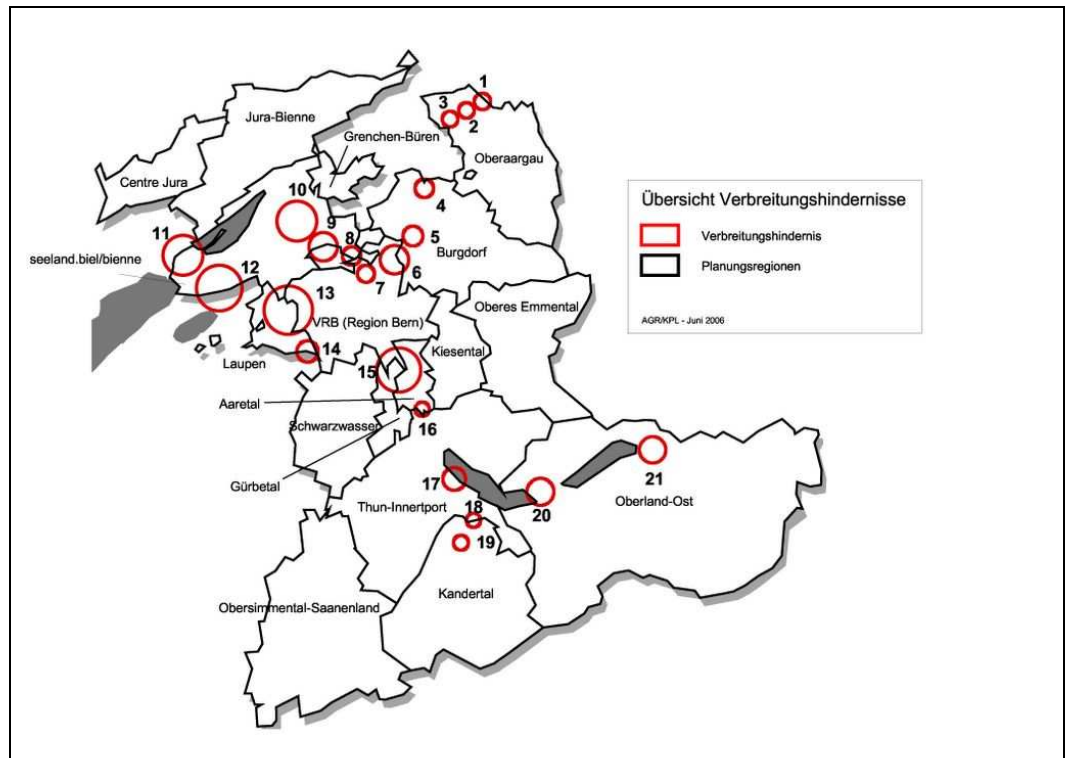 1
3
2
Jura-Bienne
Grenchen-Büren
Oberaargau
Centre Jura
4
10
9
8
5
Burgdorf
11
seeland.biel/bienne
12
7
6
13
Oberes Emmental
VRB (Region Bern)
14
Laupen
Kiesental
15
Aaretal
Schwarzwasser
16
Gürbetal
17
21
Thun-Innertport
Oberland-Ost
18
20
19
Kandertal
Obersimmental-Saanenland
Übersicht Verbreitungshindernisse
Verbreitungshindernis
Planungsregionen
AGR/KPL - Juni 2006